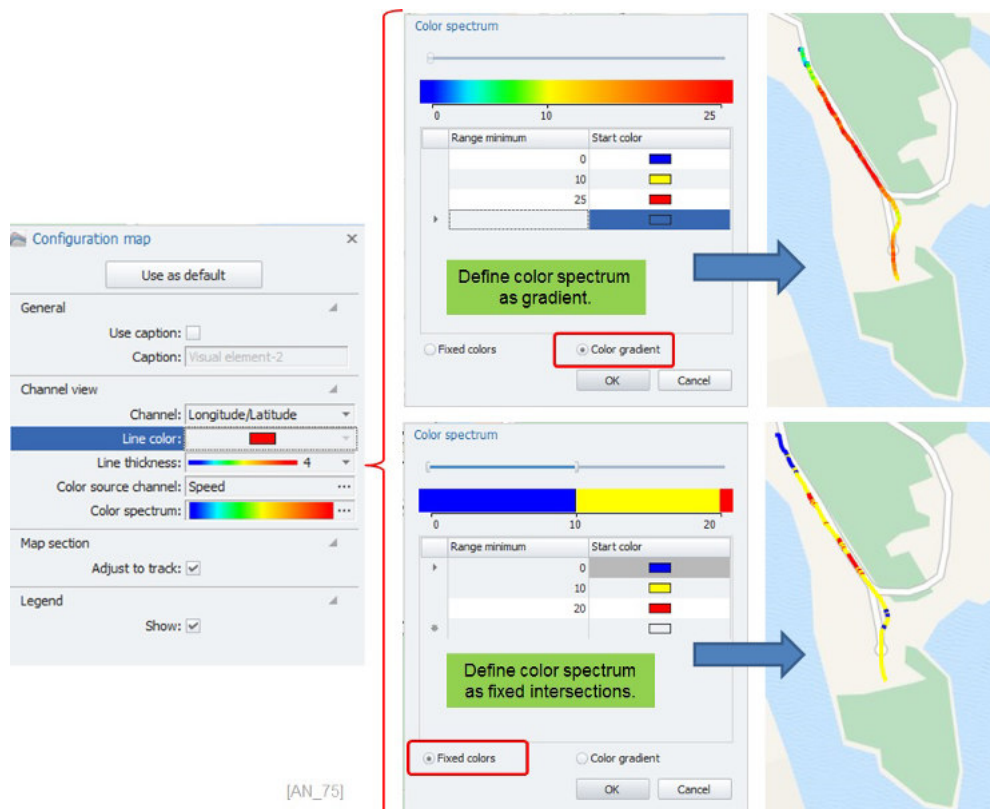 Configuration map
Use as default
General
Use caption:
Caption: Visual element-2
Channel view
Channel: Longitude/Latitude
Line color:
Line thickness: 4
Color source channel: Speed
Color spectrum:
Map section
Adjust to track:
Legend
Show:
[AN_75]
Color spectrum
0 10 25
Range minimum Start color
0
10
25
Define color spectrum
as gradient.
Fixed colors Color gradient
OK Cancel
Color spectrum
0 10 20
Range minimum Start color
0
10
20
Define color spectrum
as fixed intersections.
Fixed colors Color gradient
OK Cancel